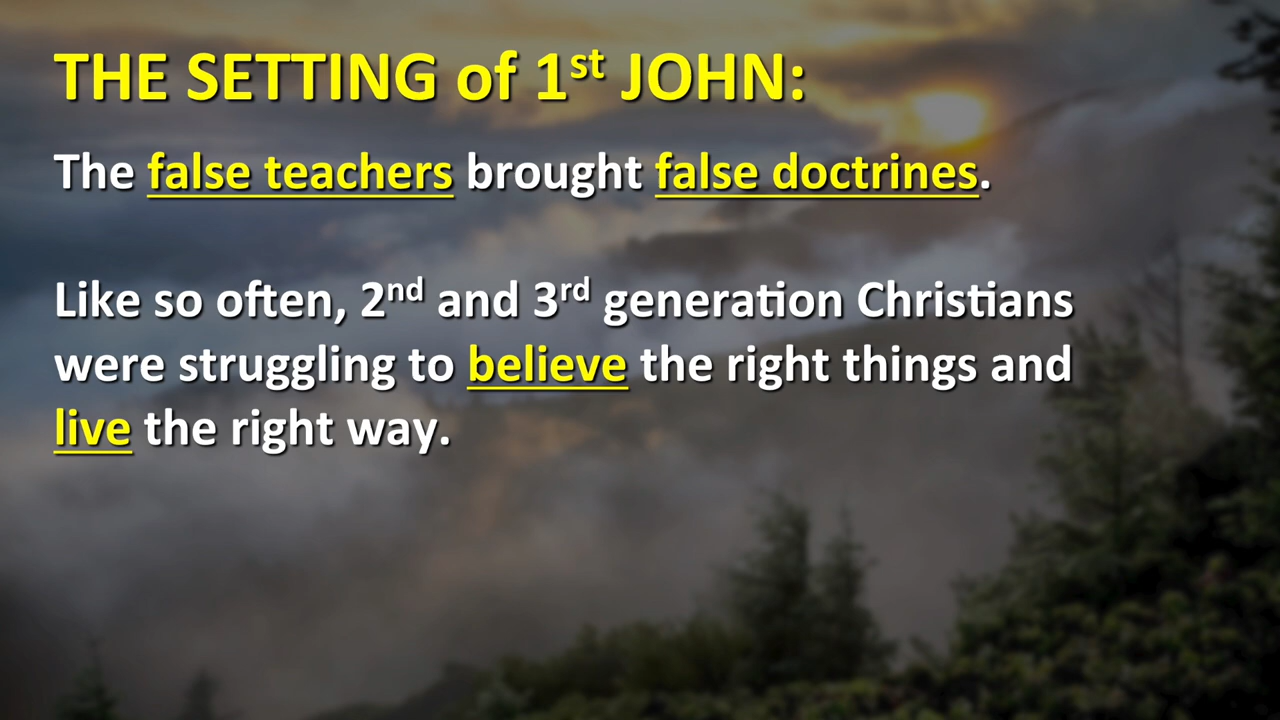 THE SETTING of 1st JOHN:
The false teachers brought false doctrines.
Like so often, 2nd and 3rd generation Christians
were struggling to believe the right things and
live the right way.